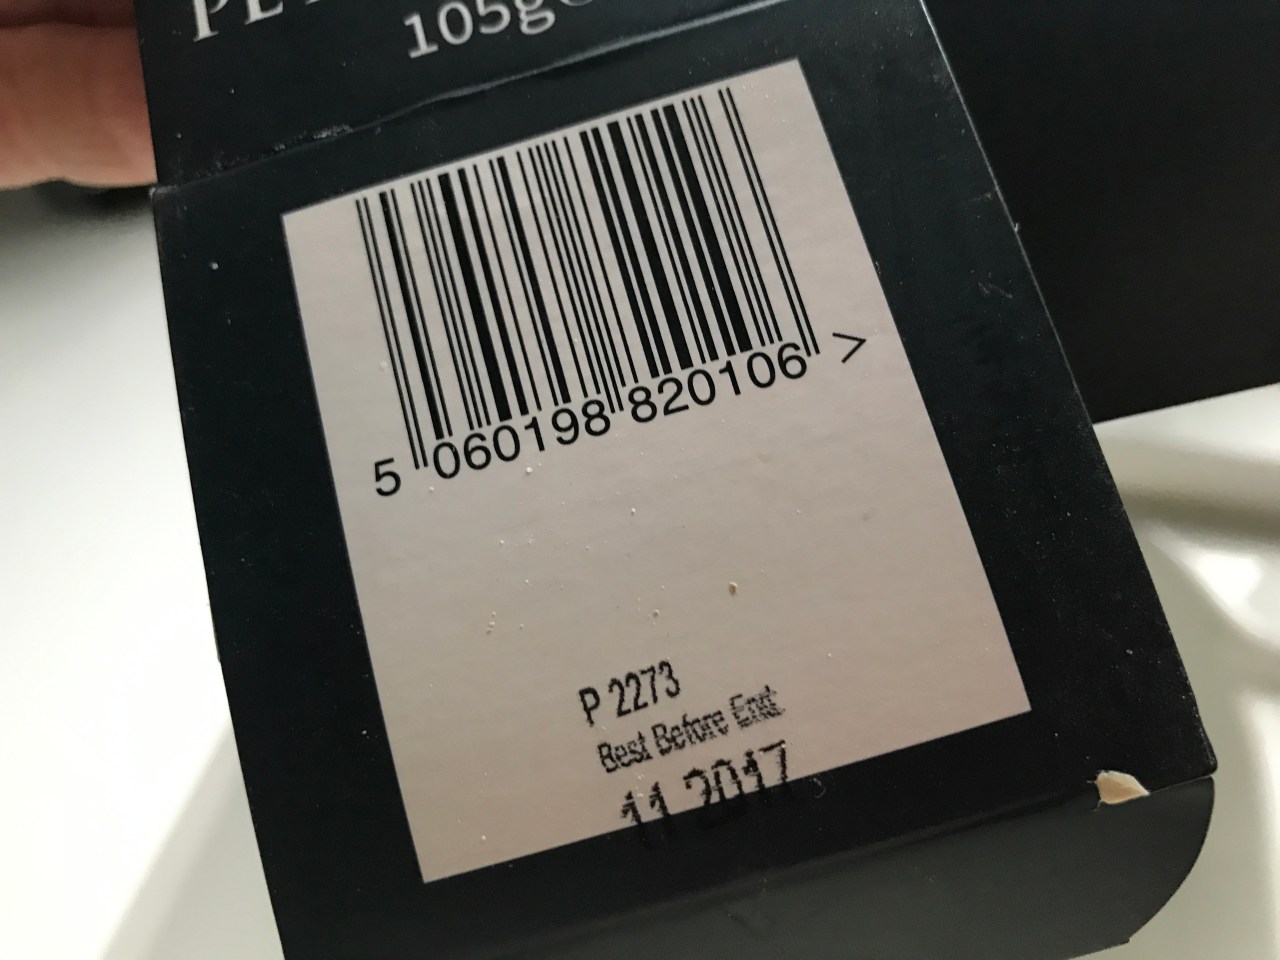 105g
5 060198 820106 >
P 2273
Best Before End:
11 2017